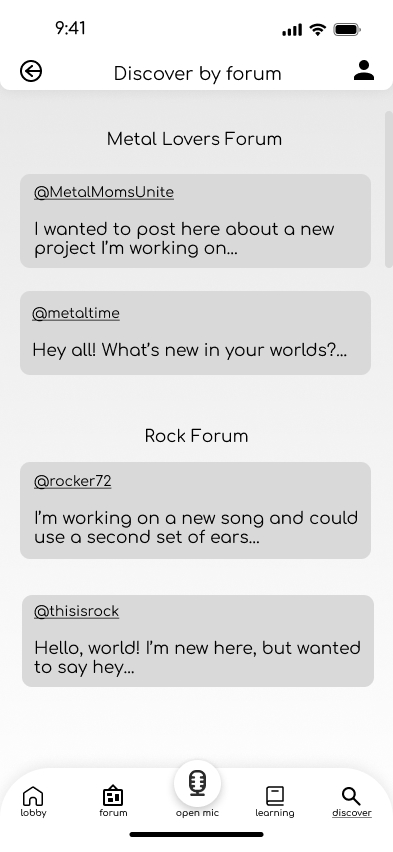 9:41
Discover by forum
Metal Lovers Forum
@MetalMomsUnite
I wanted to post here about a new
project I'm working on...
@metaltime
Hey all! What's new in your worlds?...
Rock Forum
@rocker72
I'm working on a new song and could
use a second set of ears...
@thisisrock
Hello, world! I'm new here, but wanted
to say hey...
lobby
forum
open mic
learning
discover